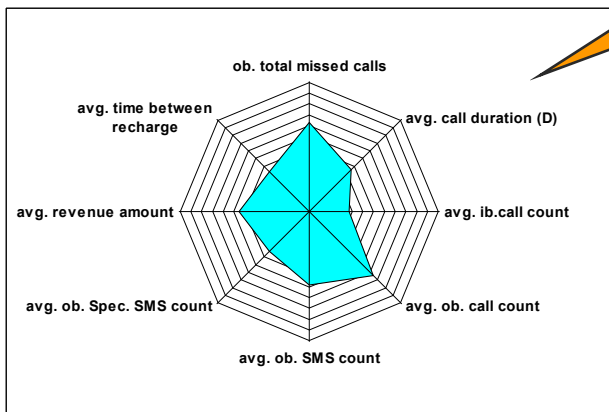 ob. total missed calls
avg. time between
recharge
avg. call duration (D)
avg. revenue amount
avg. ib.call count
avg. ob. Spec. SMS count
avg. ob. call count
avg. ob. SMS count